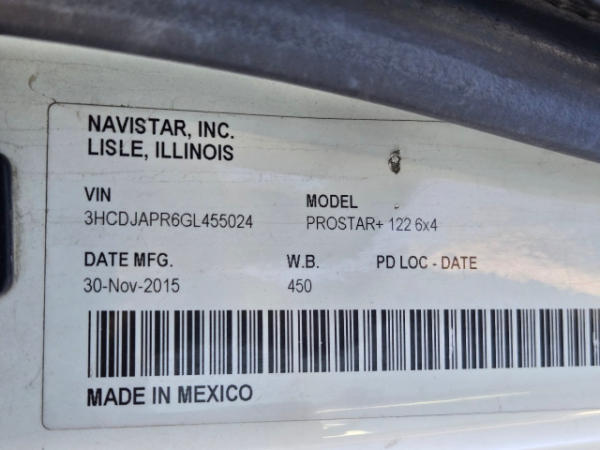 NAVISTAR, INC.
LISLE, ILLINOIS
VIN MODEL
3HCDJAPR6GL455024 PROSTAR+ 122 6x4
DATE MFG. W.B. PD LOC - DATE
30-Nov-2015 450
MADE IN MEXICO